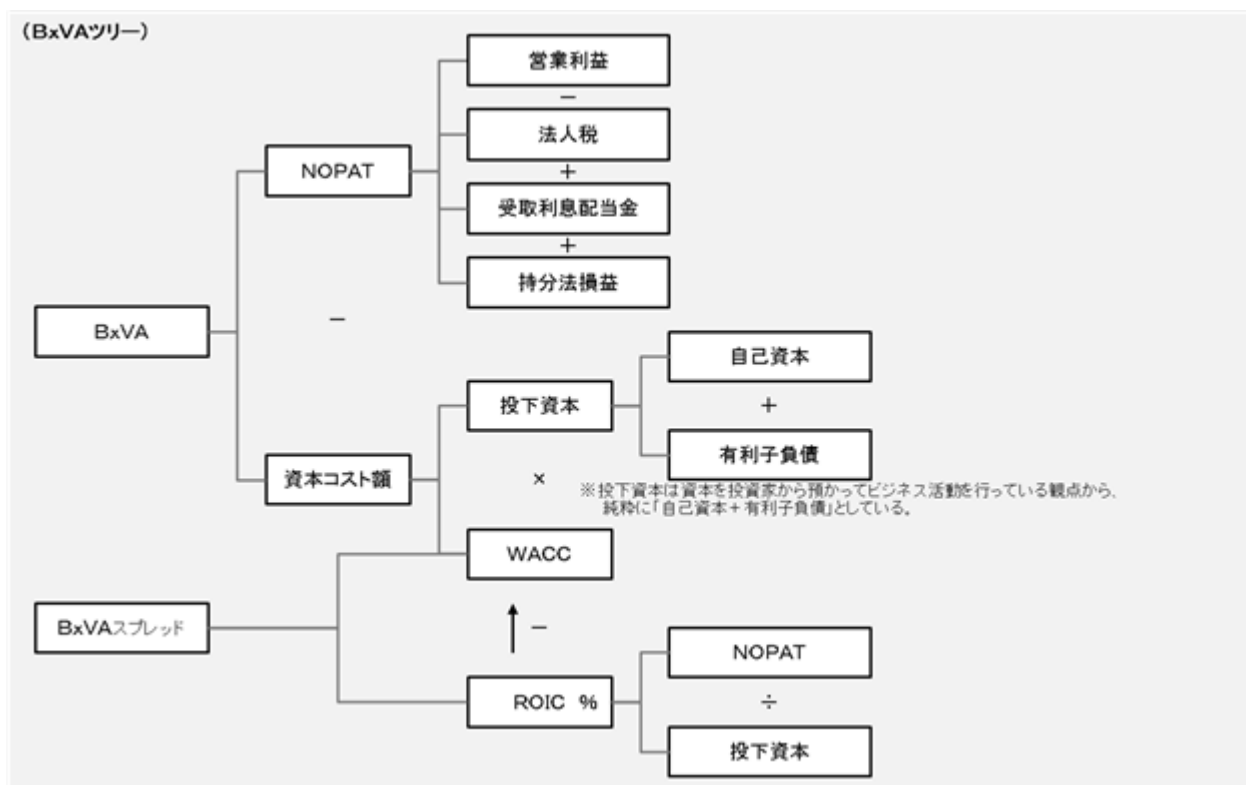 (BxVAツリー)
営業利益
－
法人税
＋
受取利息配当金
＋
持分法損益
NOPAT
BxVA
－
資本コスト額
投下資本
×
WACC
自己資本
＋
有利子負債
※投下資本は資本を投資家から預かってビジネス活動を行っている観点から、
純粋に「自己資本＋有利子負債」としている。
BxVAスプレッド
－
ROIC %
NOPAT
÷
投下資本